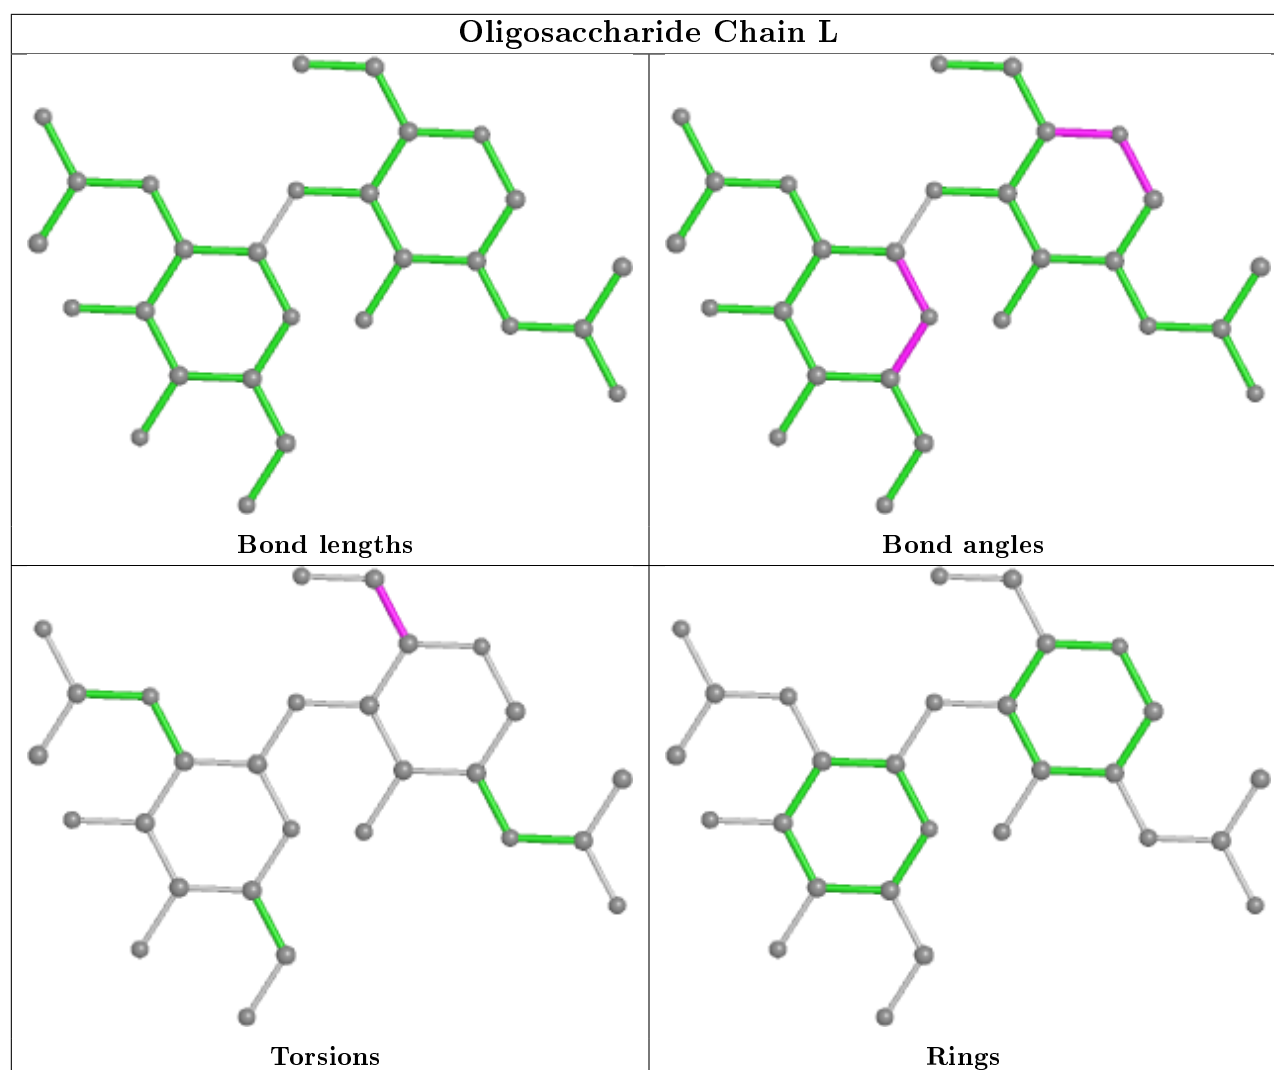 Oligosaccharide Chain L
Bond lengths
Bond angles
Torsions
Rings